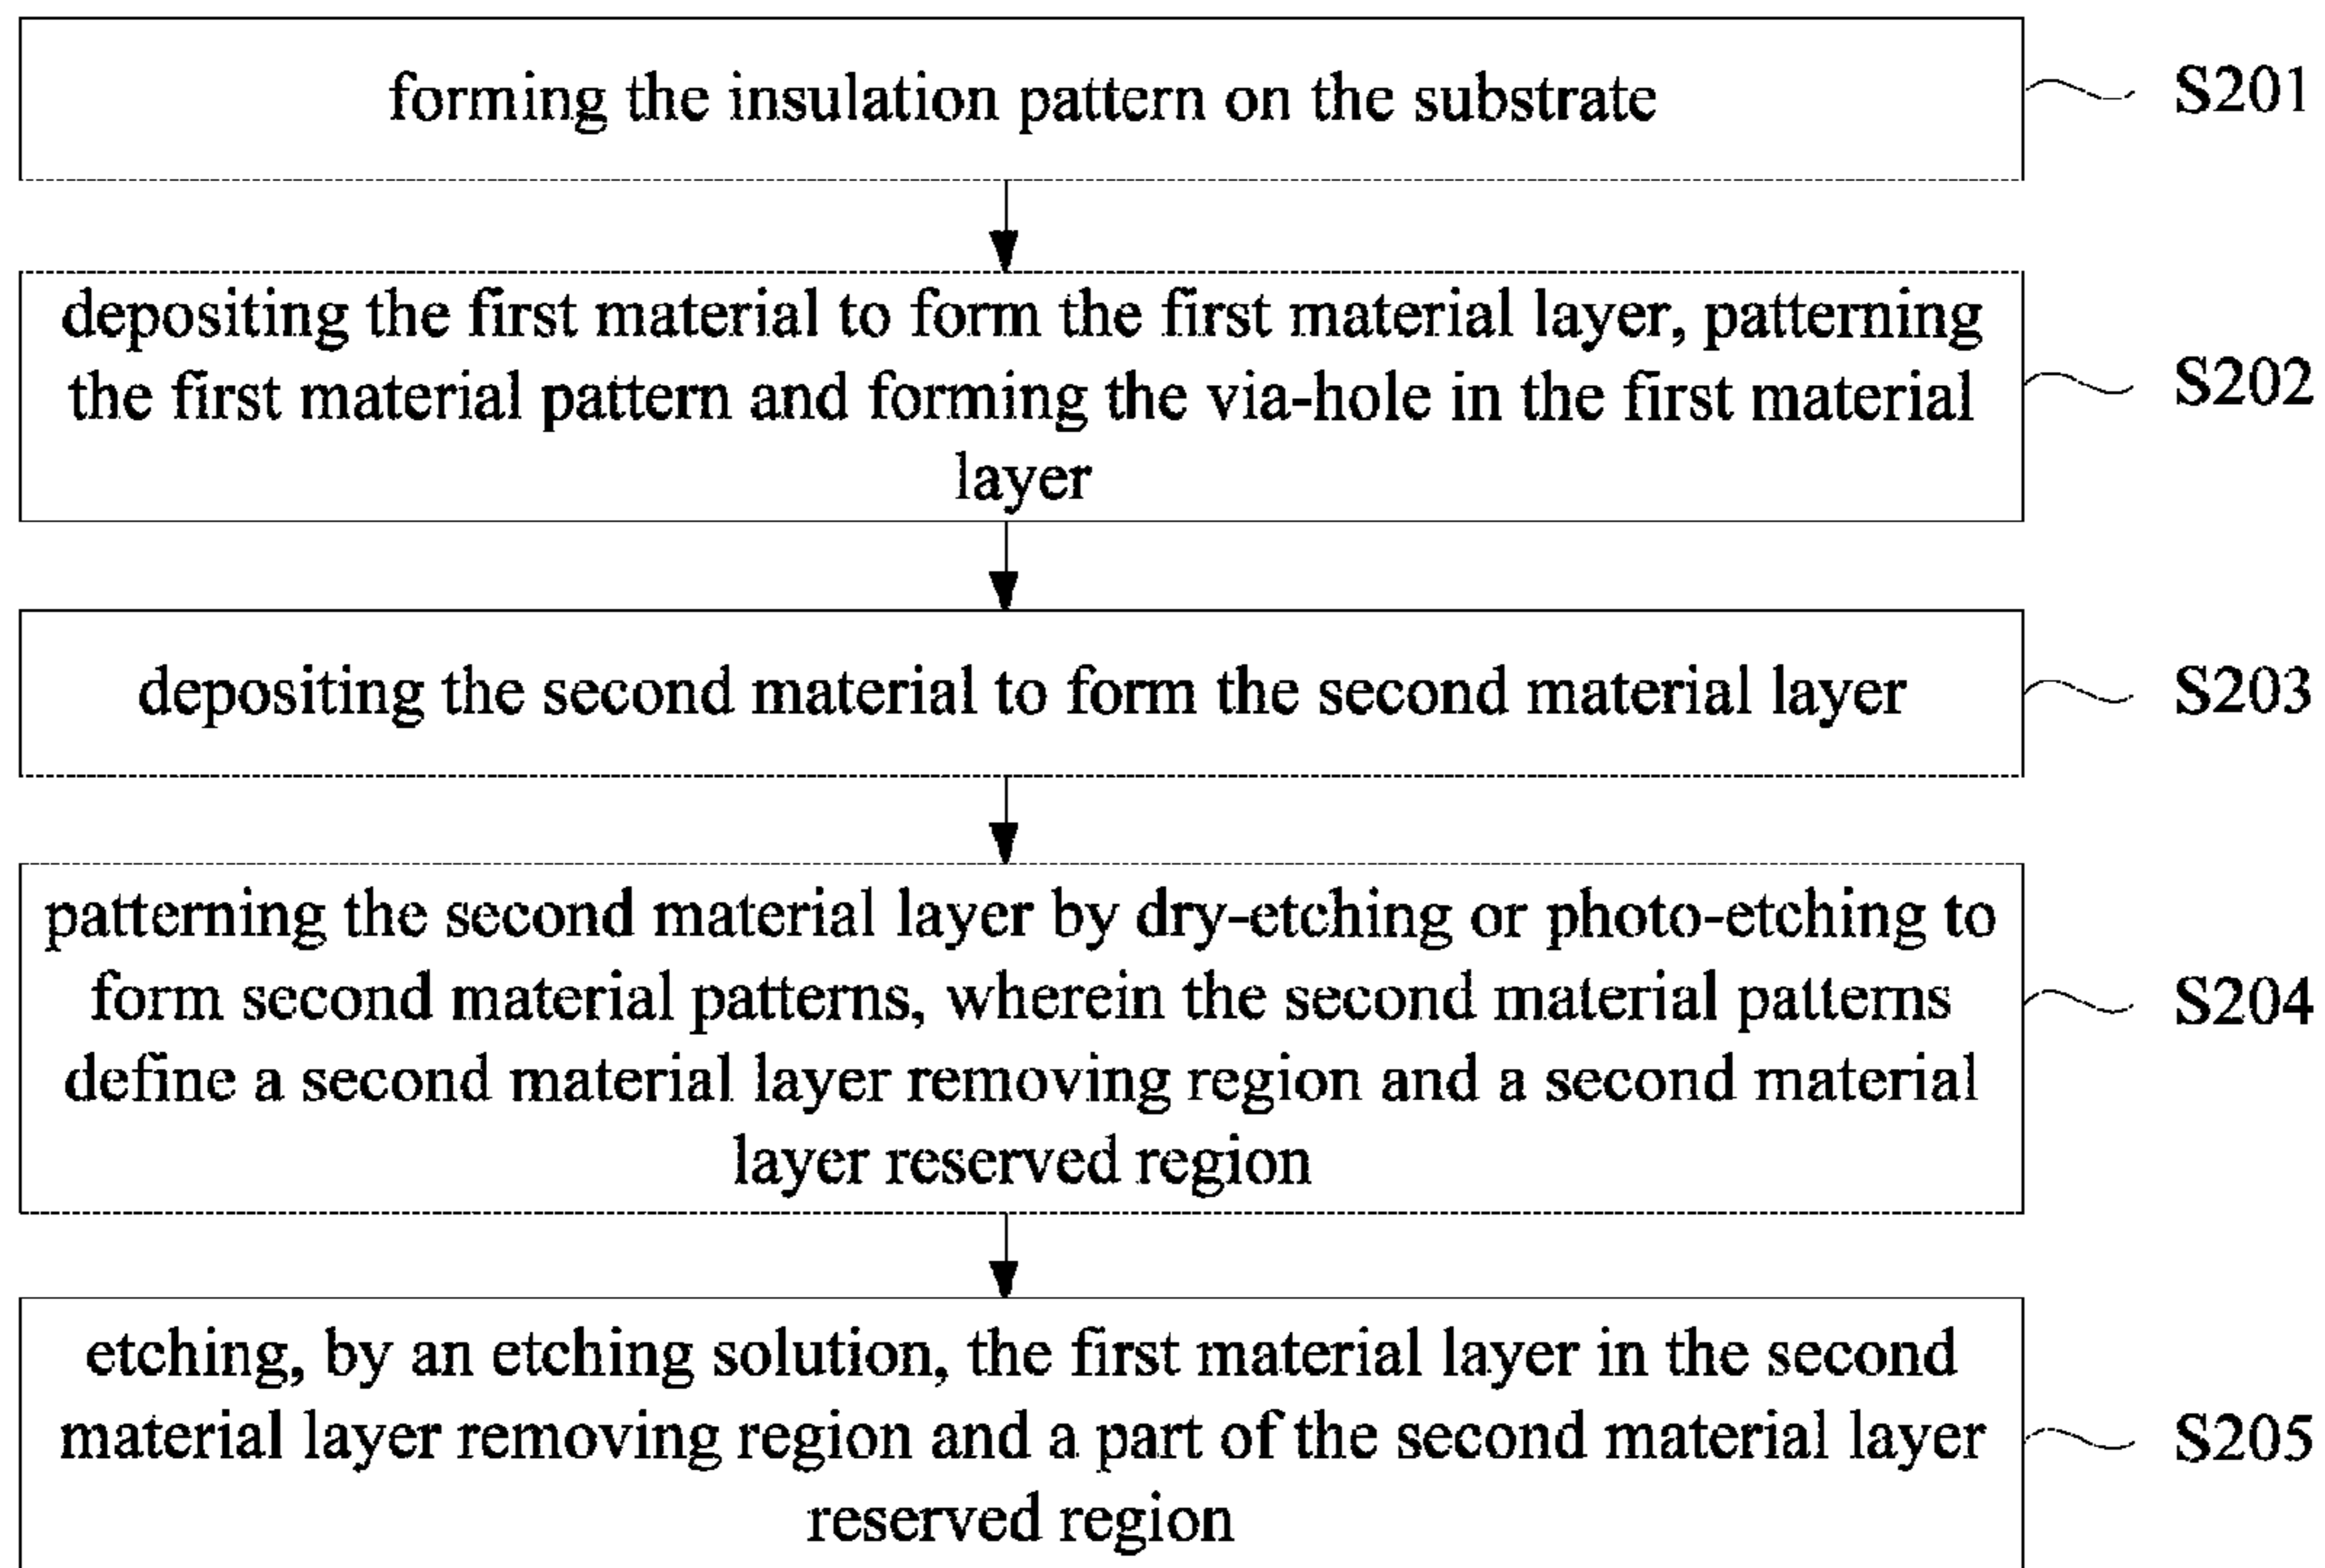 forming the insulation pattern on the substrate
S201
depositing the first material to form the first material layer, patterning
the first material pattern and forming the via-hole in the first material
layer
S202
depositing the second material to form the second material layer
S203
patterning the second material layer by dry-etching or photo-etching to
form second material patterns, wherein the second material patterns
define a second material layer removing region and a second material
layer reserved region
S204
etching, by an etching solution, the first material layer in the second
material layer removing region and a part of the second material layer
reserved region
S205